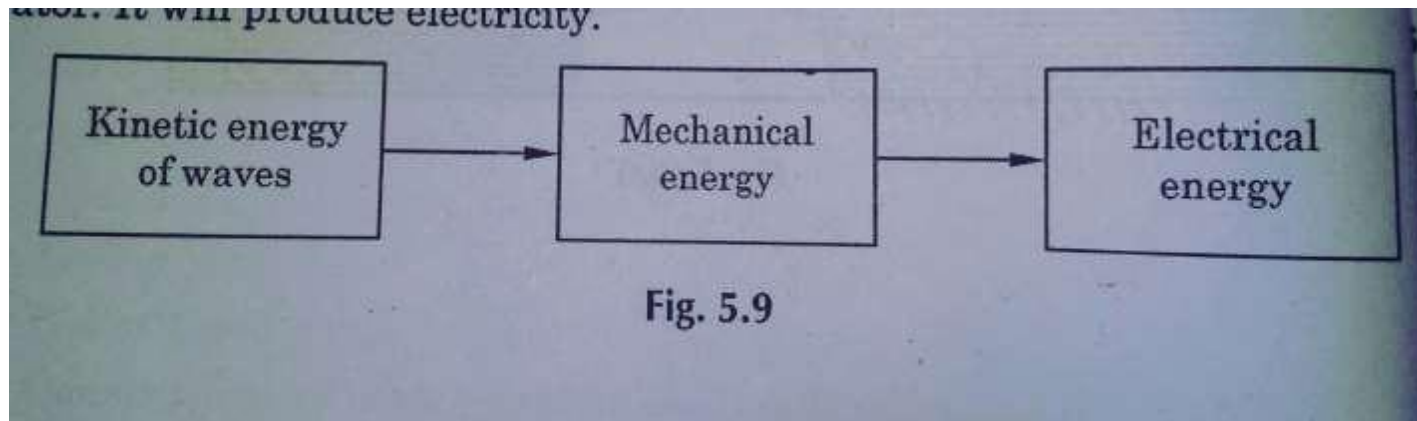 It will produce electricity.
Kinetic energy
of waves
Mechanical
energy
Electrical
energy
Fig. 5.9